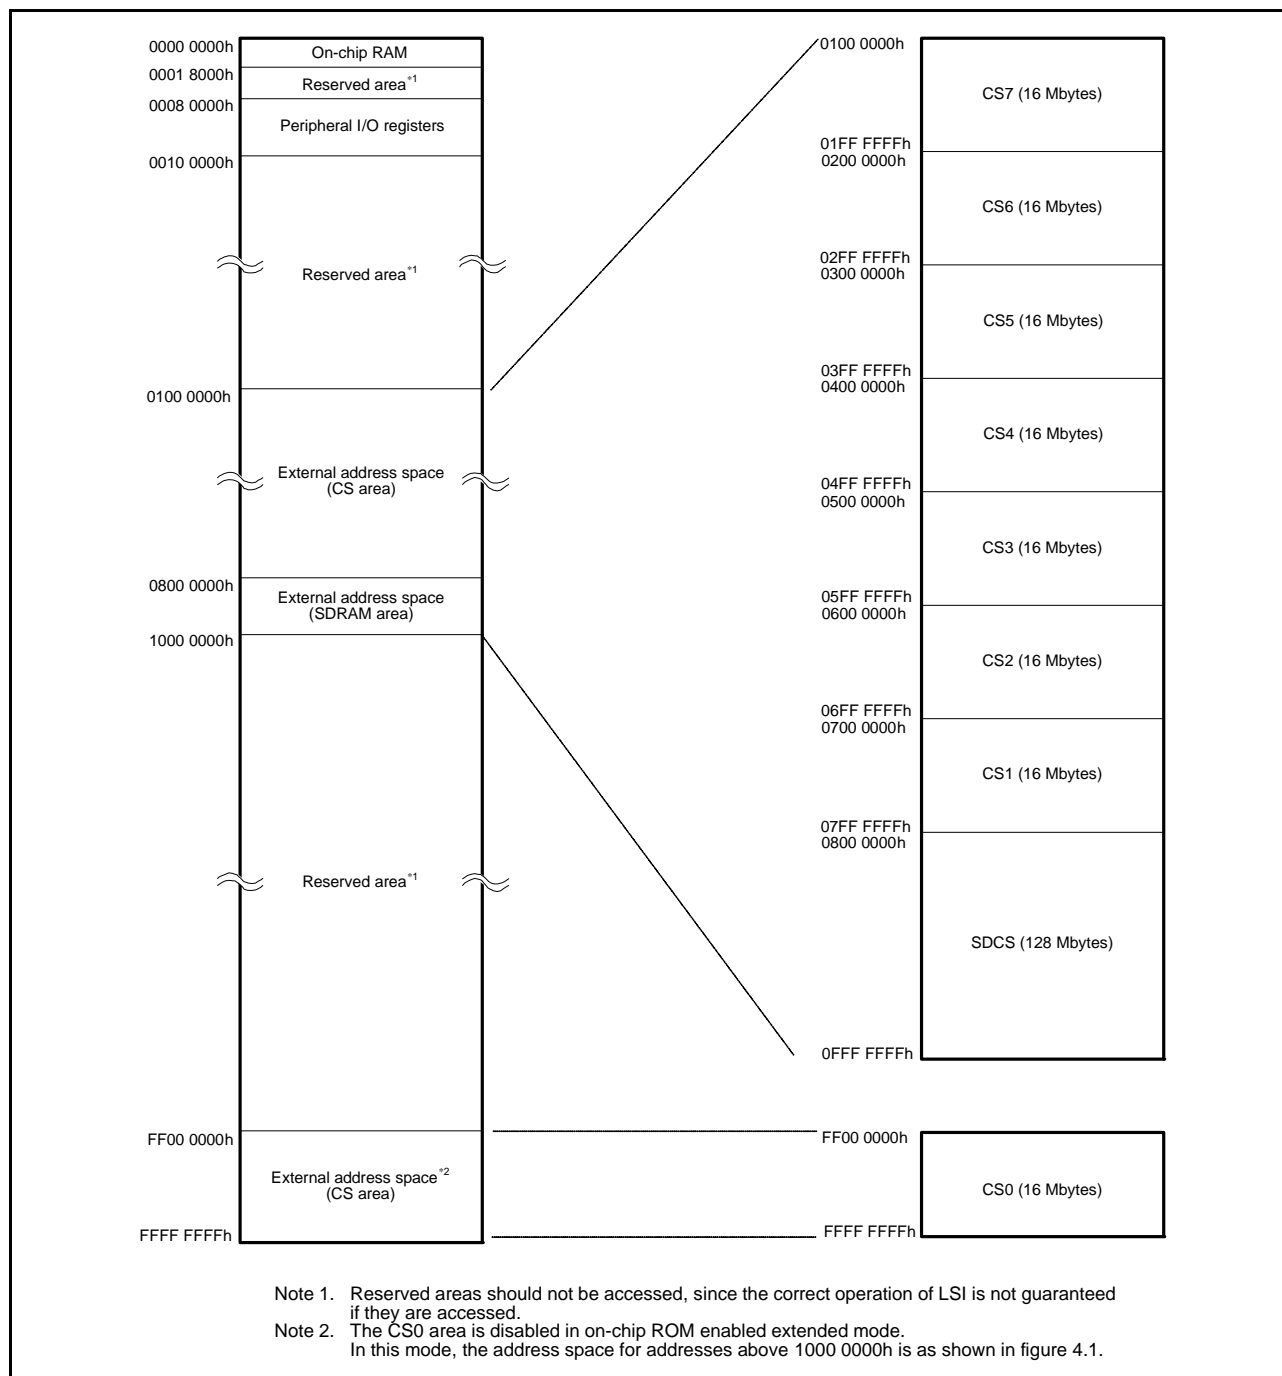 0000 0000h
On-chip RAM
0001 8000h
Reserved area*1
0008 0000h
Peripheral I/O registers
0010 0000h
Reserved area*1
0100 0000h
External address space
(CS area)
0800 0000h
External address space
(SDRAM area)
1000 0000h
Reserved area*1
FF00 0000h
External address space*2
(CS area)
FFFF FFFFh
0100 0000h
CS7 (16 Mbytes)
01FF FFFFh
0200 0000h
CS6 (16 Mbytes)
02FF FFFFh
0300 0000h
CS5 (16 Mbytes)
03FF FFFFh
0400 0000h
CS4 (16 Mbytes)
04FF FFFFh
0500 0000h
CS3 (16 Mbytes)
05FF FFFFh
0600 0000h
CS2 (16 Mbytes)
06FF FFFFh
0700 0000h
CS1 (16 Mbytes)
07FF FFFFh
0800 0000h
SDCS (128 Mbytes)
0FFF FFFFh
FF00 0000h
CS0 (16 Mbytes)
FFFF FFFFh
Note 1. Reserved areas should not be accessed, since the correct operation of LSI is not guaranteed
if they are accessed.
Note 2. The CS0 area is disabled in on-chip ROM enabled extended mode.
In this mode, the address space for addresses above 1000 0000h is as shown in figure 4.1.